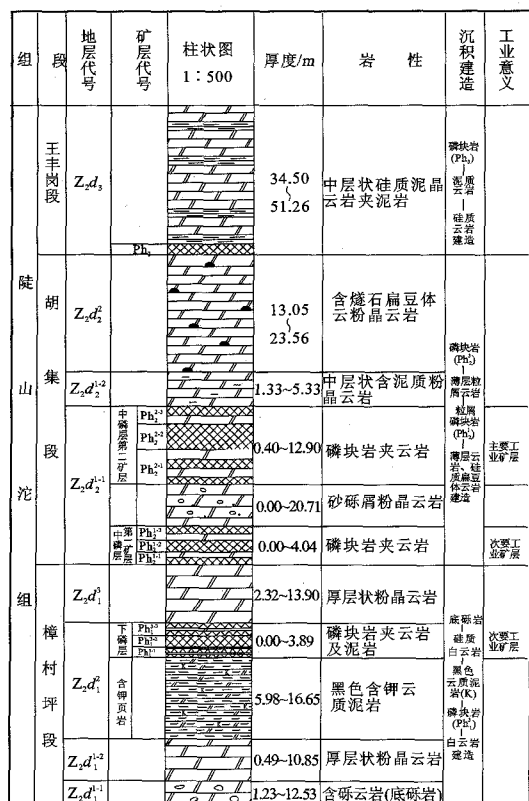 组 段 地层代号 矿层代号 柱状图 1：500 厚度/m 岩 性 沉积建造 工业意义
陡山沱组
王丰岗段
Z₂d₃
34.50~51.26
中层状硅质泥晶
云岩夹泥岩
磷块岩
(Ph₃)
泥质
云岩
硅质
云岩
建造
Ph₃
胡集段
Z₂d₂²
13.05~23.56
含燧石扁豆体
云粉晶云岩
Z₂d₂¹⁻²
1.33~5.33
中层状含泥质粉
晶云岩
磷块岩
薄层粒
屑云岩
粒屑
磷块岩
薄层云
岩、硅
质扁豆
体云岩
建造
Z₂d₂¹⁻¹
中磷层第二矿层
Ph₂²⁻³
Ph₂²⁻²
Ph₂²⁻¹
0.40~12.90
磷块岩夹云岩
主要工
业矿层
0.00~20.71
砂砾屑粉晶云岩
中磷层
第一矿层
Ph₂¹⁻³
Ph₂¹⁻²
Ph₂¹⁻¹
0.00~4.04
磷块岩夹云岩
次要工
业矿层
樟村坪段
Z₂d₁³
2.32~13.90
厚层状粉晶云岩
下磷层
0.00~3.89
磷块岩夹云岩
及泥岩
次要工
业矿层
底砾岩
硅质
白云岩
黑色
云质泥
岩(K)
磷块岩
白云岩
建造
Z₂d₁²
含钾页岩
5.98~16.65
黑色含钾云
质泥岩
Z₂d₁¹⁻²
0.49~10.85
厚层状粉晶云岩
Z₂d₁¹⁻¹
1.23~12.53
含砾云岩(底砾岩)